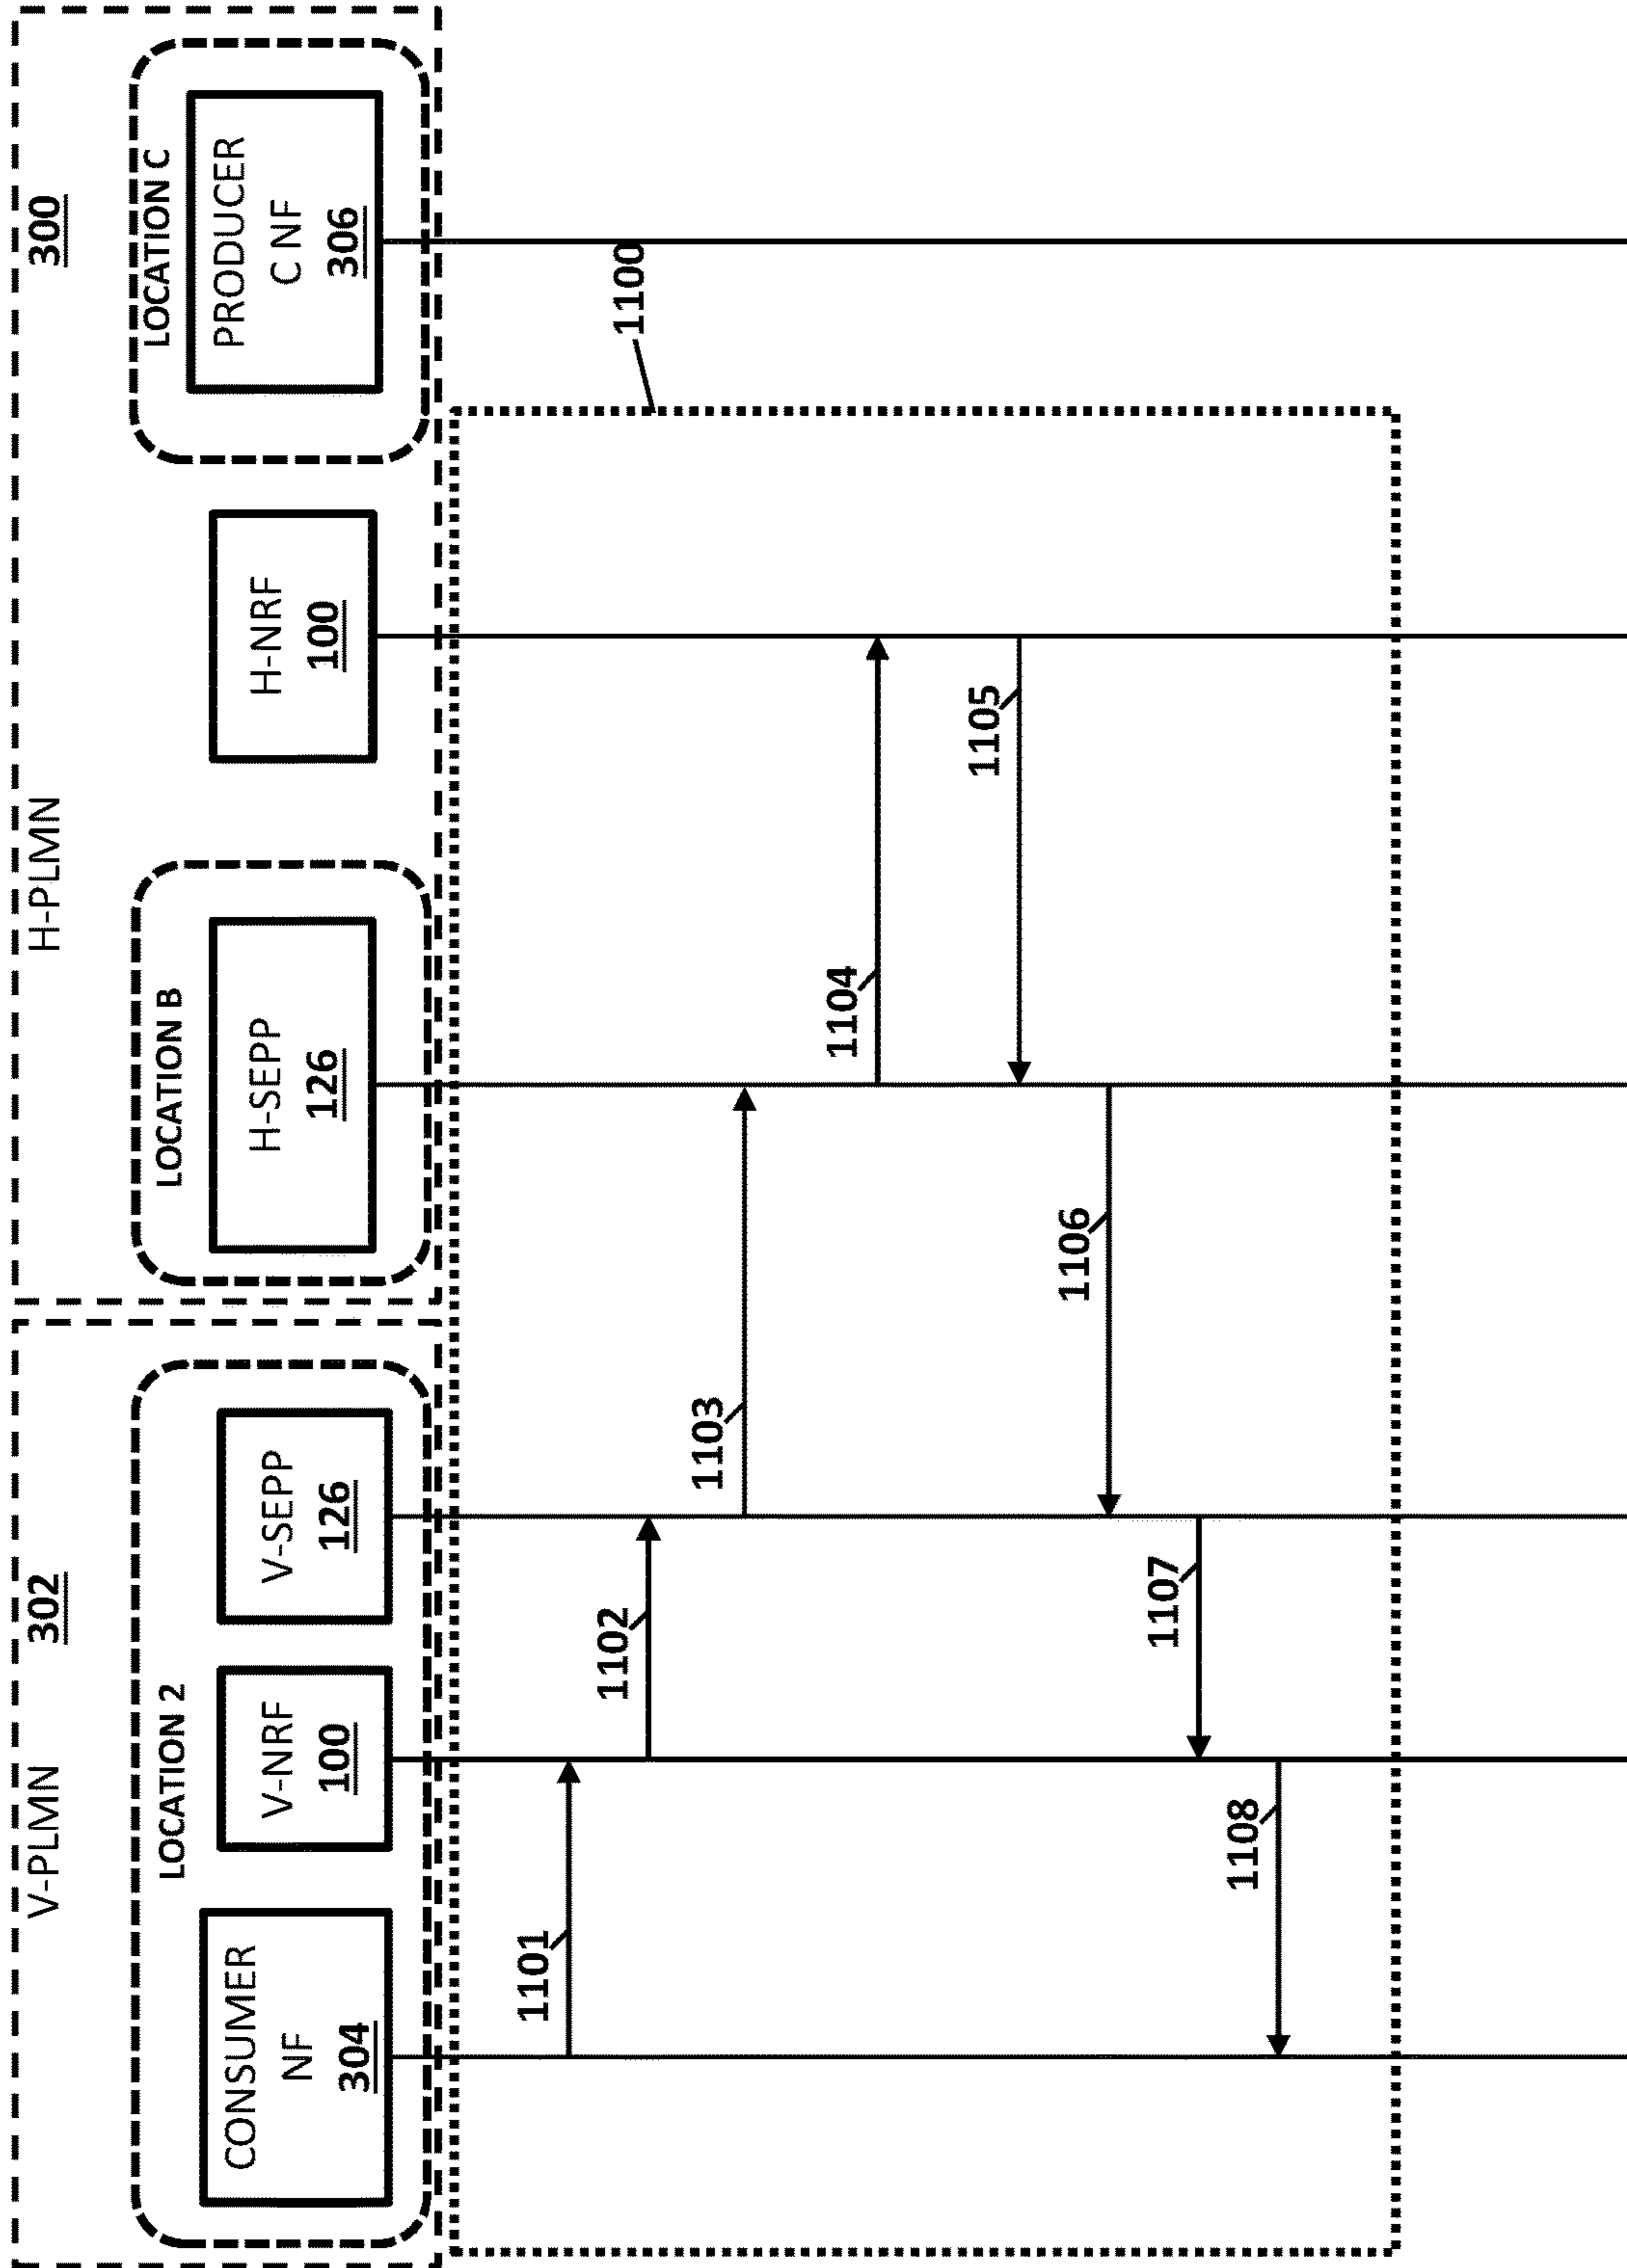 V-PLMN
302
H-PLMN
300
LOCATION 2
CONSUMER
NF
304
V-NRF
100
V-SEPP
126
LOCATION B
H-SEPP
126
H-NRF
100
LOCATION C
PRODUCER
C NF
306
1100
1101
1102
1103
1104
1105
1106
1107
1108